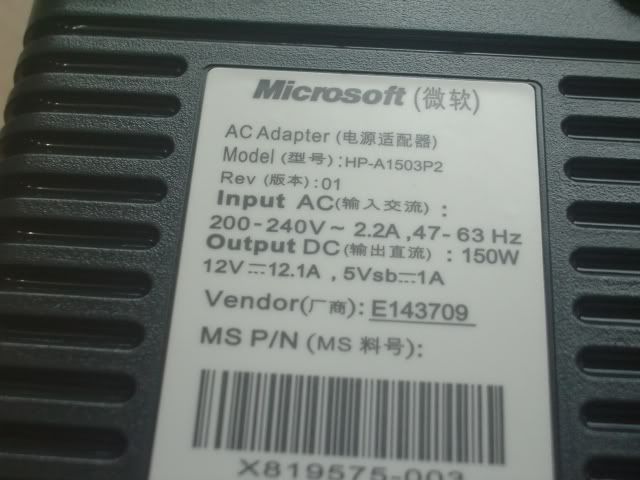 Microsoft (微软)
AC Adapter (电源适配器)
Model (型号):HP-A1503P2
Rev (版本):01
Input AC(输入交流) :
200-240V~ 2.2A ,47-63 Hz
Output DC(输出直流) : 150W
12V⎓12.1A , 5Vsb⎓1A
Vendor(厂商): E143709
MS P/N (MS 料号):
X819575-003